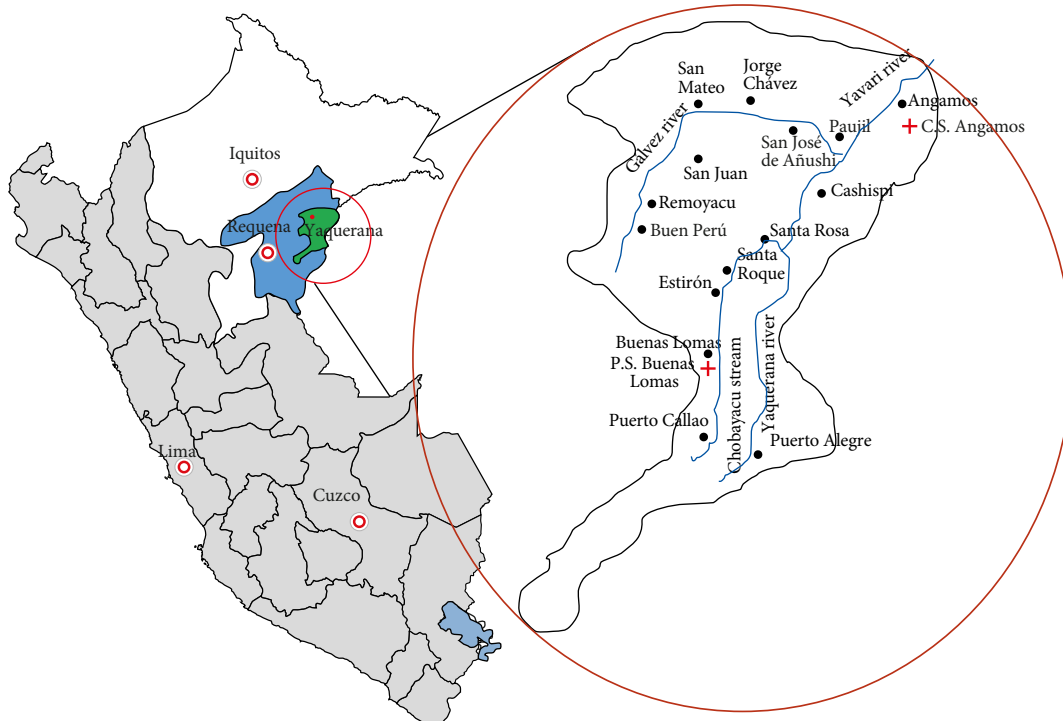 Iquitos
Requena
Yaquerana
Lima
Cuzco
San
Mateo
Jorge
Chávez
Yavari river
Angamos
C.S. Angamos
Galvez river
Paujil
San José
de Añushi
San Juan
Cashispi
Remoyacu
Buen Perú
Santa Rosa
Santa
Roque
Estirón
Buenas Lomas
P.S. Buenas
Lomas
Chobayacu stream
Yaquerana river
Puerto Callao
Puerto Alegre